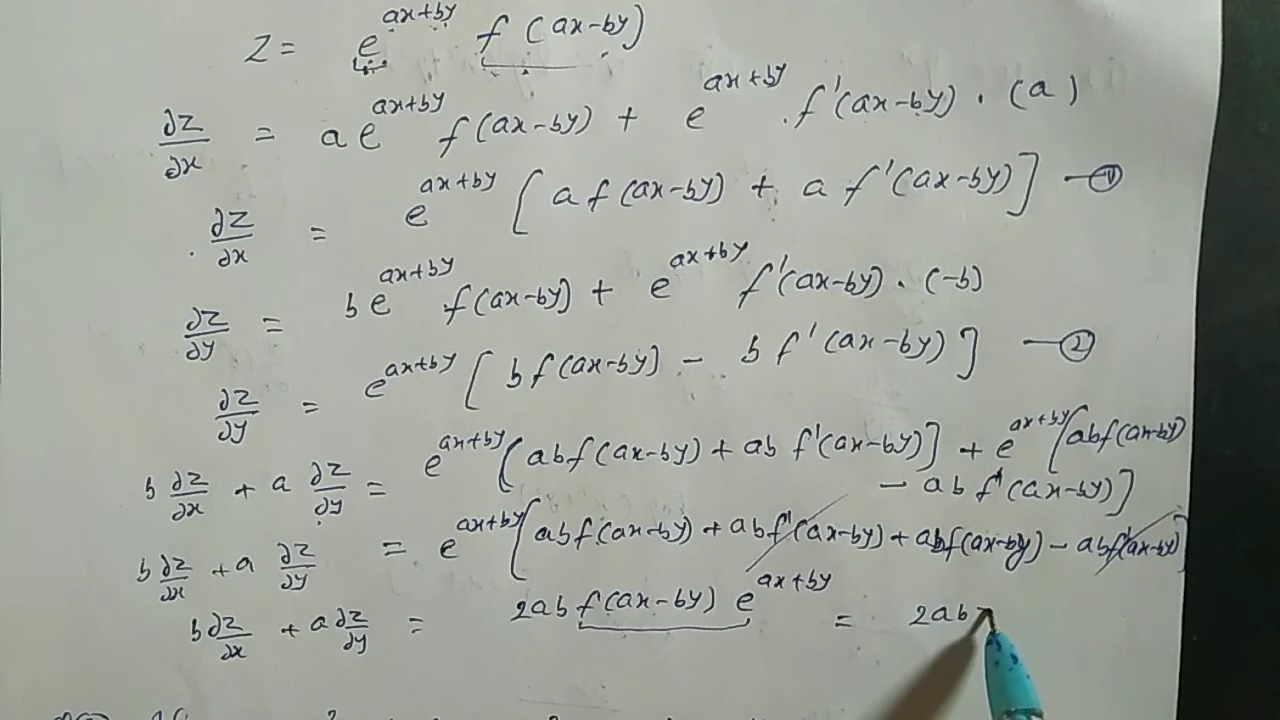 z = e^{ax+by} f(ax-by)
∂z/∂x = a e^{ax+by} f(ax-by) + e^{ax+by} . f'(ax-by) . (a)
∂z/∂x = e^{ax+by} [a f(ax-by) + a f'(ax-by)] —①
∂z/∂y = b e^{ax+by} f(ax-by) + e^{ax+by} f'(ax-by) . (-b)
∂z/∂y = e^{ax+by} [b f(ax-by) - b f'(ax-by)] —②
b ∂z/∂x + a ∂z/∂y = e^{ax+by} [abf(ax-by) + ab f'(ax-by)] + e^{ax+by} [abf(ax-by)
- ab f'(ax-by)]
b ∂z/∂x + a ∂z/∂y = e^{ax+by} [abf(ax-by) + abf'(ax-by) + abf(ax-by) - abf'(ax-by)]
b ∂z/∂x + a ∂z/∂y = 2ab f(ax-by) e^{ax+by} = 2ab